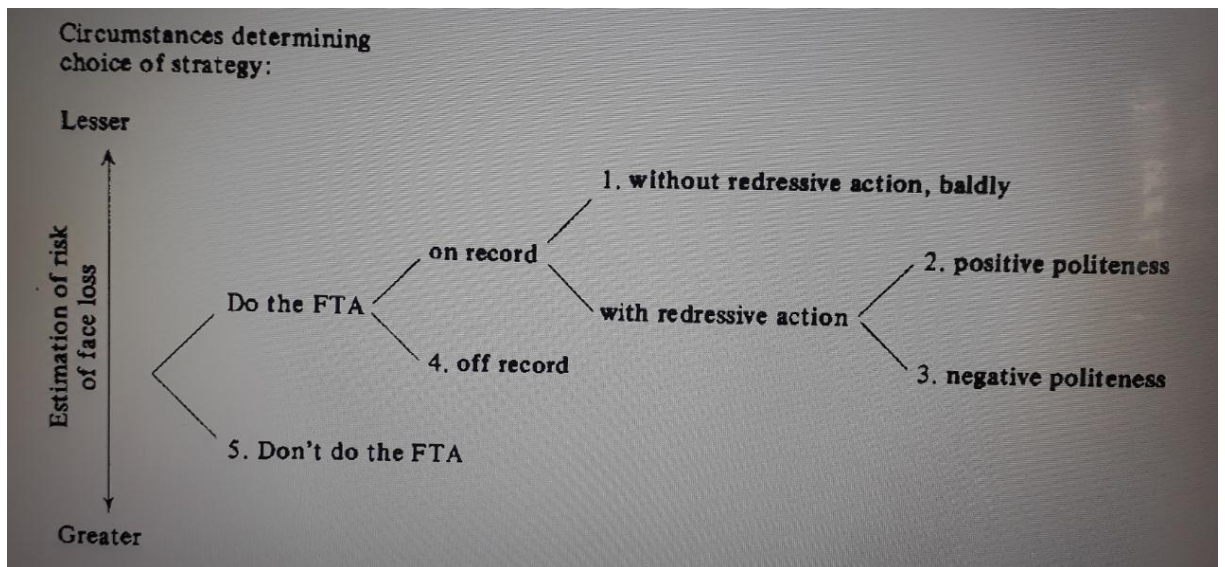 Circumstances determining
choice of strategy:
Lesser
1. without redressive action, baldly
on record
2. positive politeness
Estimation of risk
of face loss
Do the FTA
with redressive action
4. off record
3. negative politeness
5. Don't do the FTA
Greater